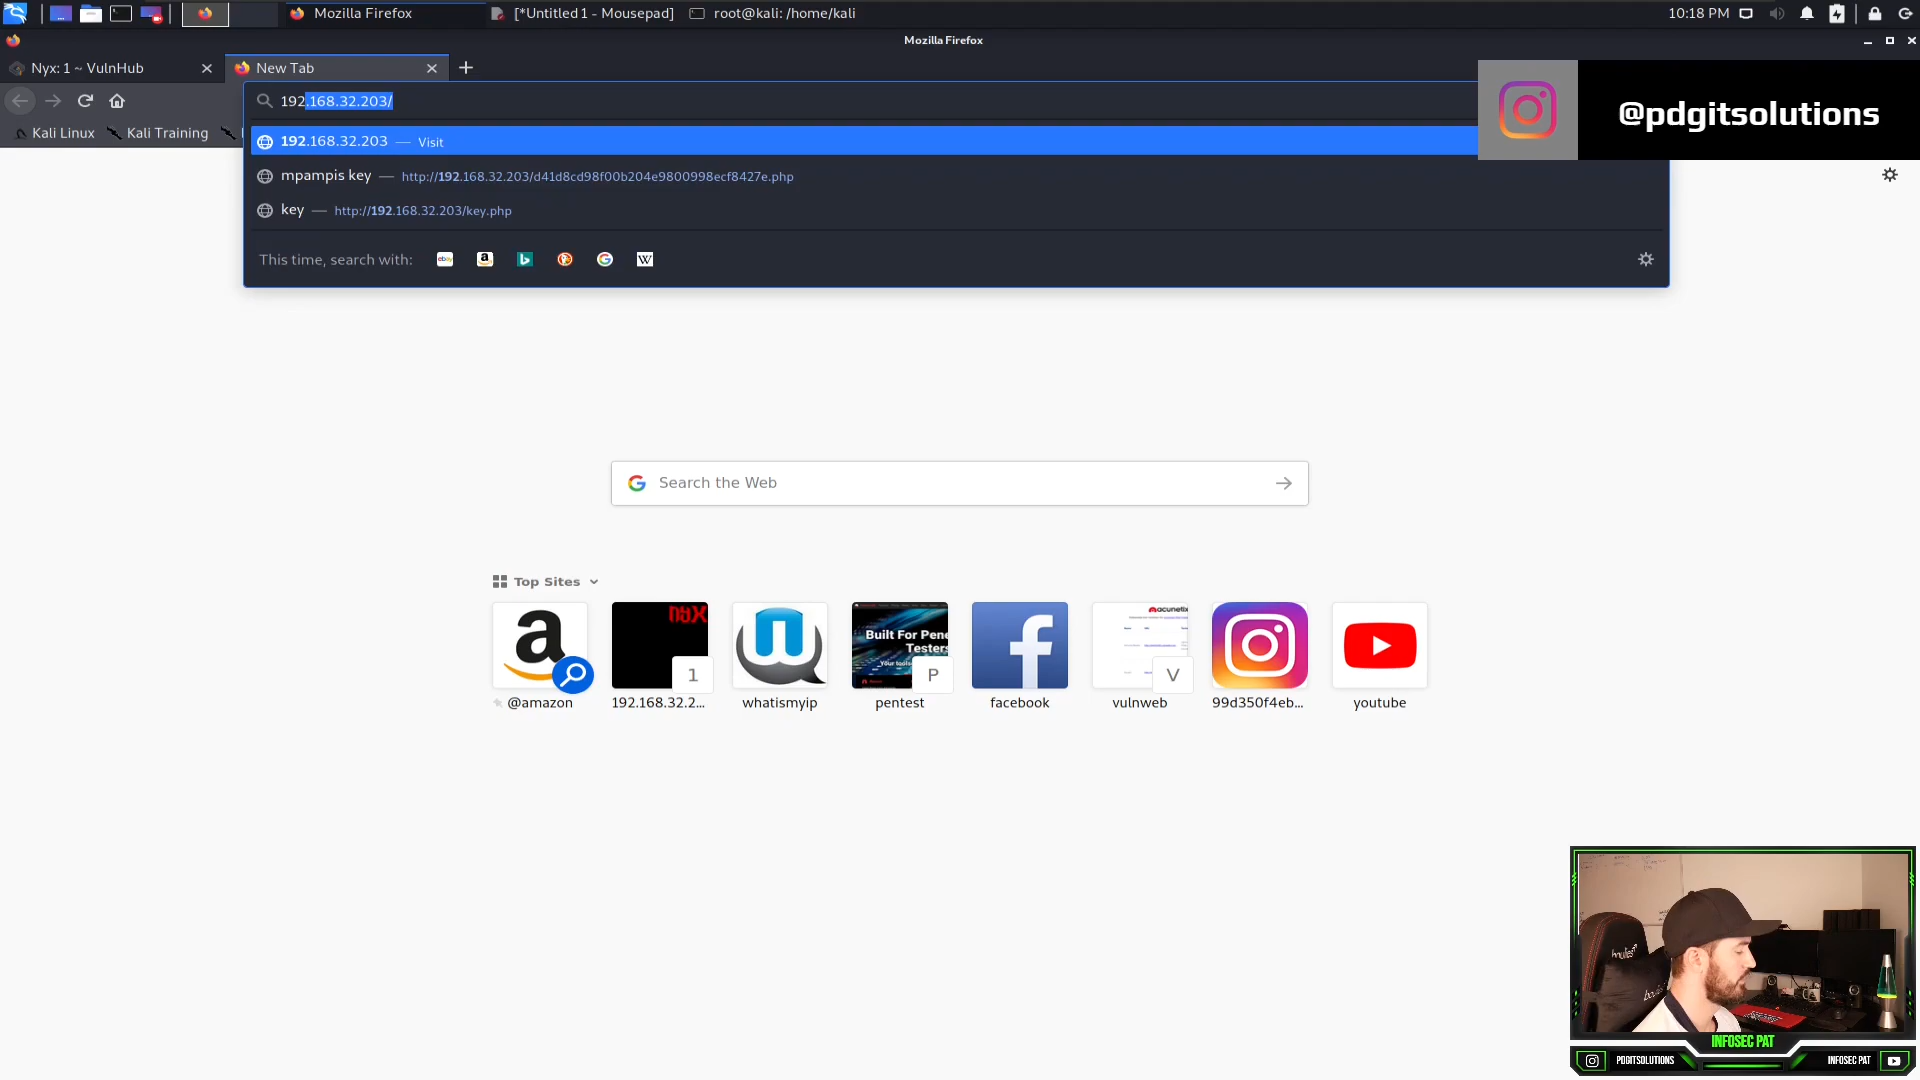 Mozilla Firefox
[*Untitled 1 - Mousepad]
root@kali: /home/kali
10:18 PM
Mozilla Firefox
Nyx: 1 ~ VulnHub
New Tab
192.168.32.203/
@pdgitsolutions
Kali Linux
Kali Training
192.168.32.203 — Visit
mpampis key — http://192.168.32.203/d41d8cd98f00b204e9800998ecf8427e.php
key — http://192.168.32.203/key.php
This time, search with:
ebay
a
b
G
W
G Search the Web
Top Sites
a
nyx
1
Built For Pene
Testers
P
f
acunetix
V
@amazon
192.168.32.2...
whatismyip
pentest
facebook
vulnweb
99d350f4eb...
youtube
INFOSEC PAT
PDGITSOLUTIONS
INFOSEC PAT